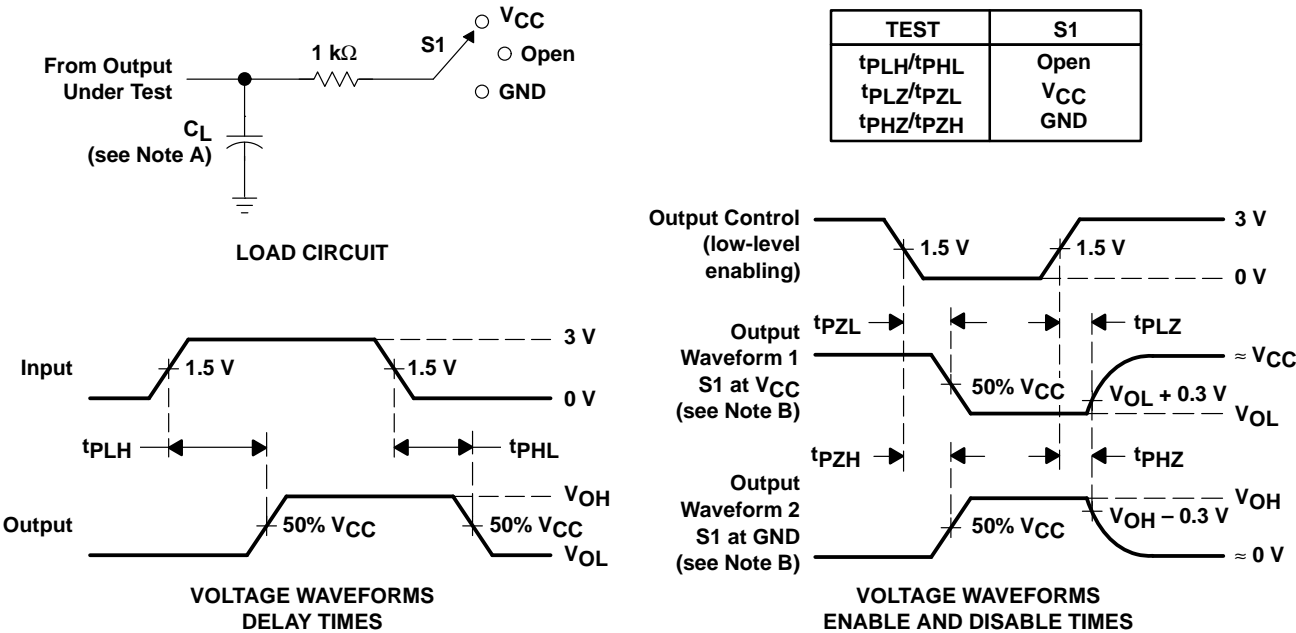 VCC
S1
Open
1 kΩ
From Output
Under Test
GND
CL
(see Note A)
LOAD CIRCUIT
TEST S1
tPLH/tPHL Open
tPLZ/tPZL VCC
tPHZ/tPZH GND
Input
1.5 V
1.5 V
3 V
0 V
tPLH
tPHL
Output
50% VCC
50% VCC
VOH
VOL
VOLTAGE WAVEFORMS
DELAY TIMES
Output Control
(low-level
enabling)
1.5 V
1.5 V
3 V
0 V
tPZL
tPLZ
Output
Waveform 1
S1 at VCC
(see Note B)
50% VCC
VOL + 0.3 V
≈ VCC
VOL
tPZH
tPHZ
Output
Waveform 2
S1 at GND
(see Note B)
50% VCC
VOH – 0.3 V
VOH
≈ 0 V
VOLTAGE WAVEFORMS
ENABLE AND DISABLE TIMES